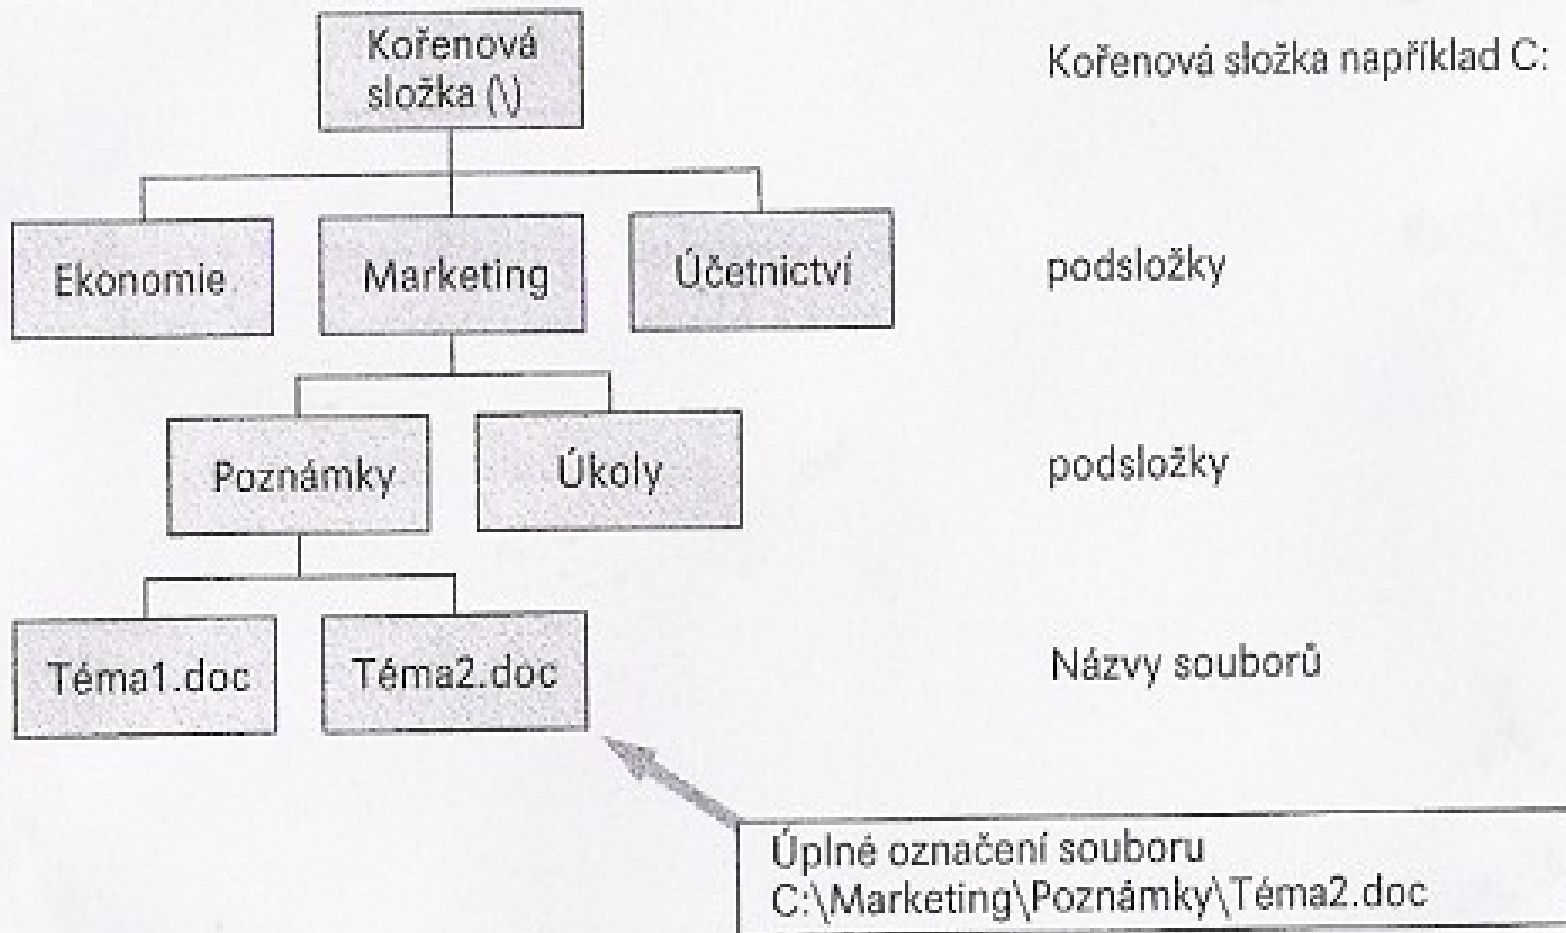 Kořenová
složka (\)
Kořenová složka například C:
Ekonomie
Marketing
Účetnictví
podsložky
Poznámky
Úkoly
podsložky
Téma1.doc
Téma2.doc
Názvy souborů
Úplné označení souboru
C:\Marketing\Poznámky\Téma2.doc